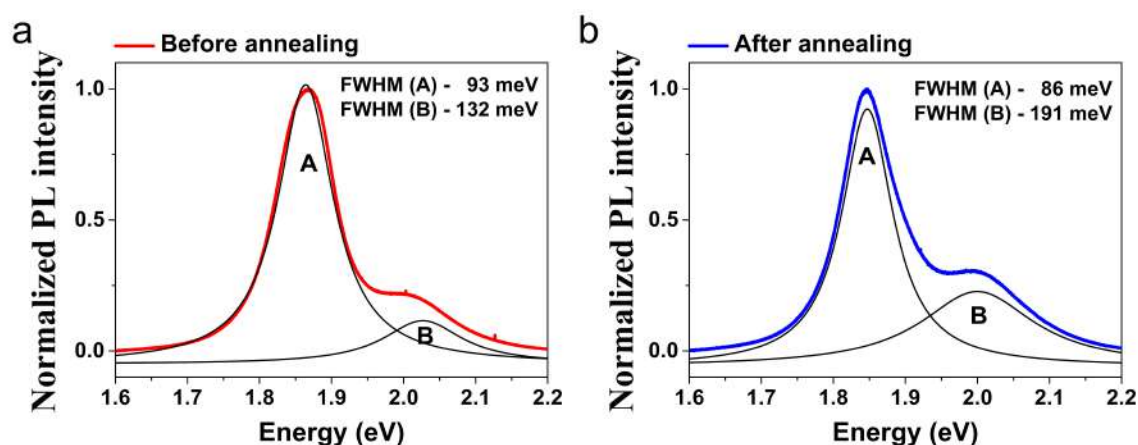 a
Before annealing
FWHM (A) - 93 meV
FWHM (B) - 132 meV
Normalized PL intensity
1.0
0.5
0.0
A
B
1.6 1.7 1.8 1.9 2.0 2.1 2.2
Energy (eV)
b
After annealing
FWHM (A) - 86 meV
FWHM (B) - 191 meV
Normalized PL intensity
1.0
0.5
0.0
A
B
1.6 1.7 1.8 1.9 2.0 2.1 2.2
Energy (eV)